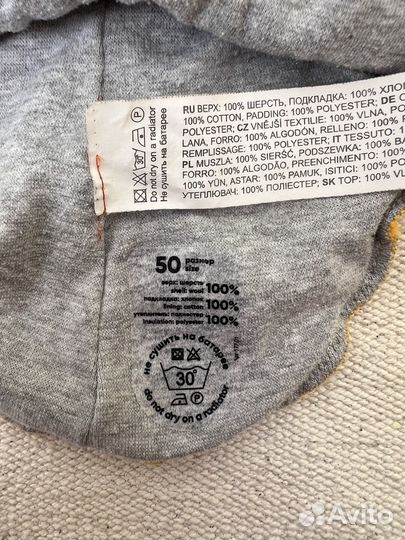 Do not dry on a radiator
Не сушить на батарее
RU ВЕРХ: 100% ШЕРСТЬ, ПОДКЛАДКА: 100% ХЛОП
100% COTTON, PADDING: 100% POLYESTER; DE
POLYESTER; CZ VNĚJŠÍ TEXTILIE: 100% VLNA, PO
LANA, FORRO: 100% ALGODÓN, RELLENO: 100% P
REMPLISSAGE: 100% POLYESTER; IT TESSUTO: 1
PL MUSZLA: 100% SIERŚĆ, PODSZEWKA: 100% BA
FORRO: 100% ALGODÃO, PREENCHIMENTO: 100%
100% YÜN, ASTAR: 100% PAMUK, ISITICI: 100% PO
УТЕПЛЮВАЧ: 100% ПОЛІЕСТЕР; SK TOP: 100% VL
50 размер
size
верх: шерсть
shell: wool 100%
подкладка: хлопок
lining: cotton 100%
утеплитель: полиэстер
insulation: polyester 100%
не сушить на батарее
30°
P
do not dry on a radiator
Avito